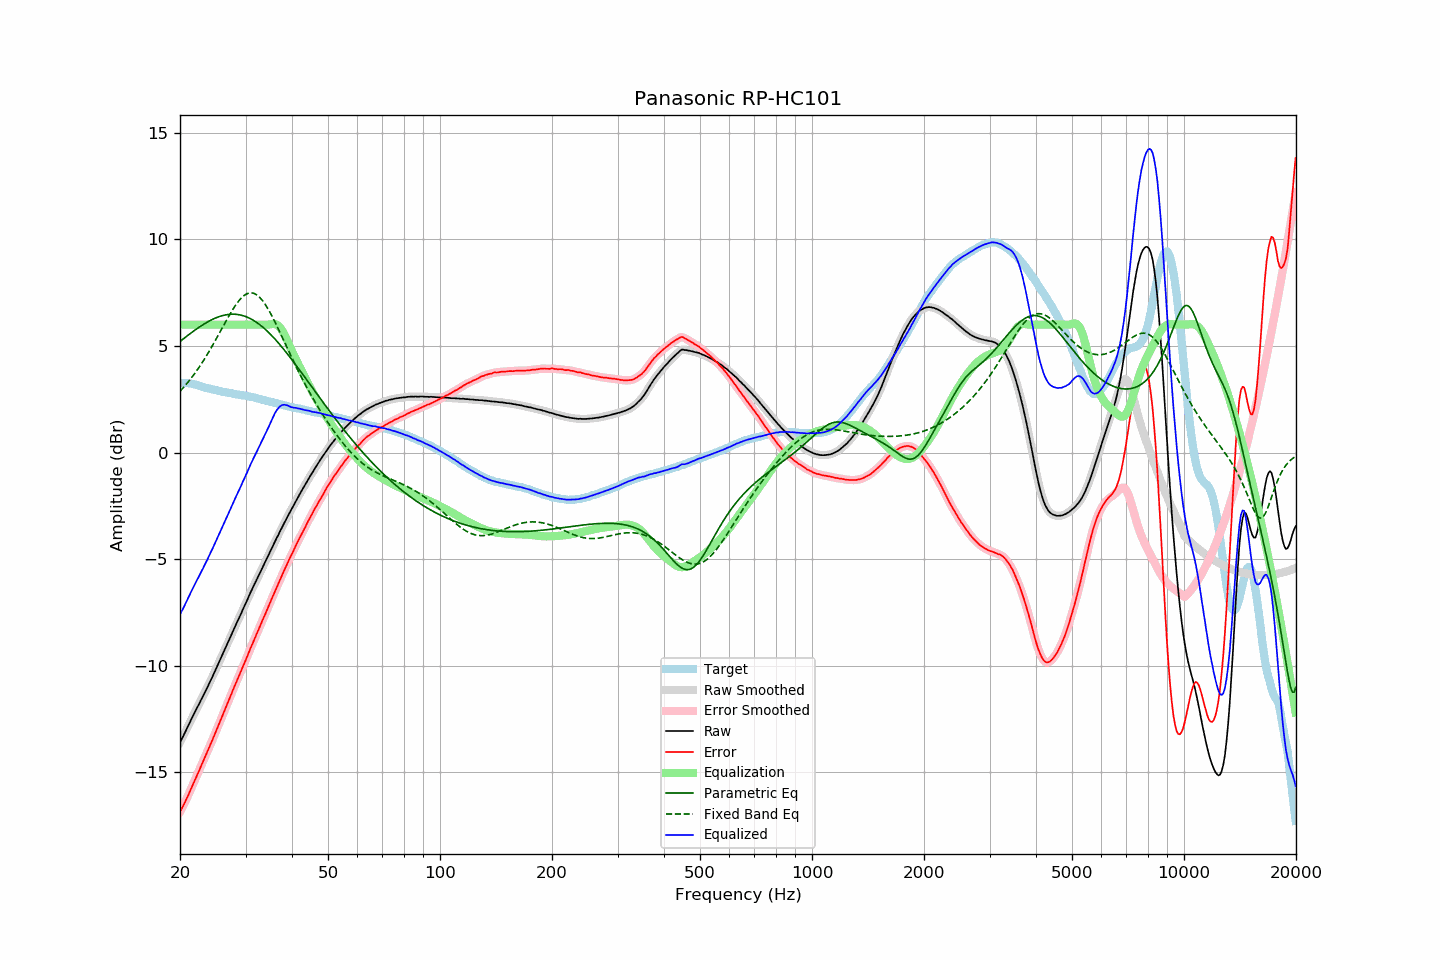 Panasonic RP-HC101
Amplitude (dBr)
15
10
5
0
−5
−10
−15
Target
Raw Smoothed
Error Smoothed
Raw
Error
Equalization
Parametric Eq
Fixed Band Eq
Equalized
20 50 100 200 500 1000 2000 5000 10000 20000
Frequency (Hz)